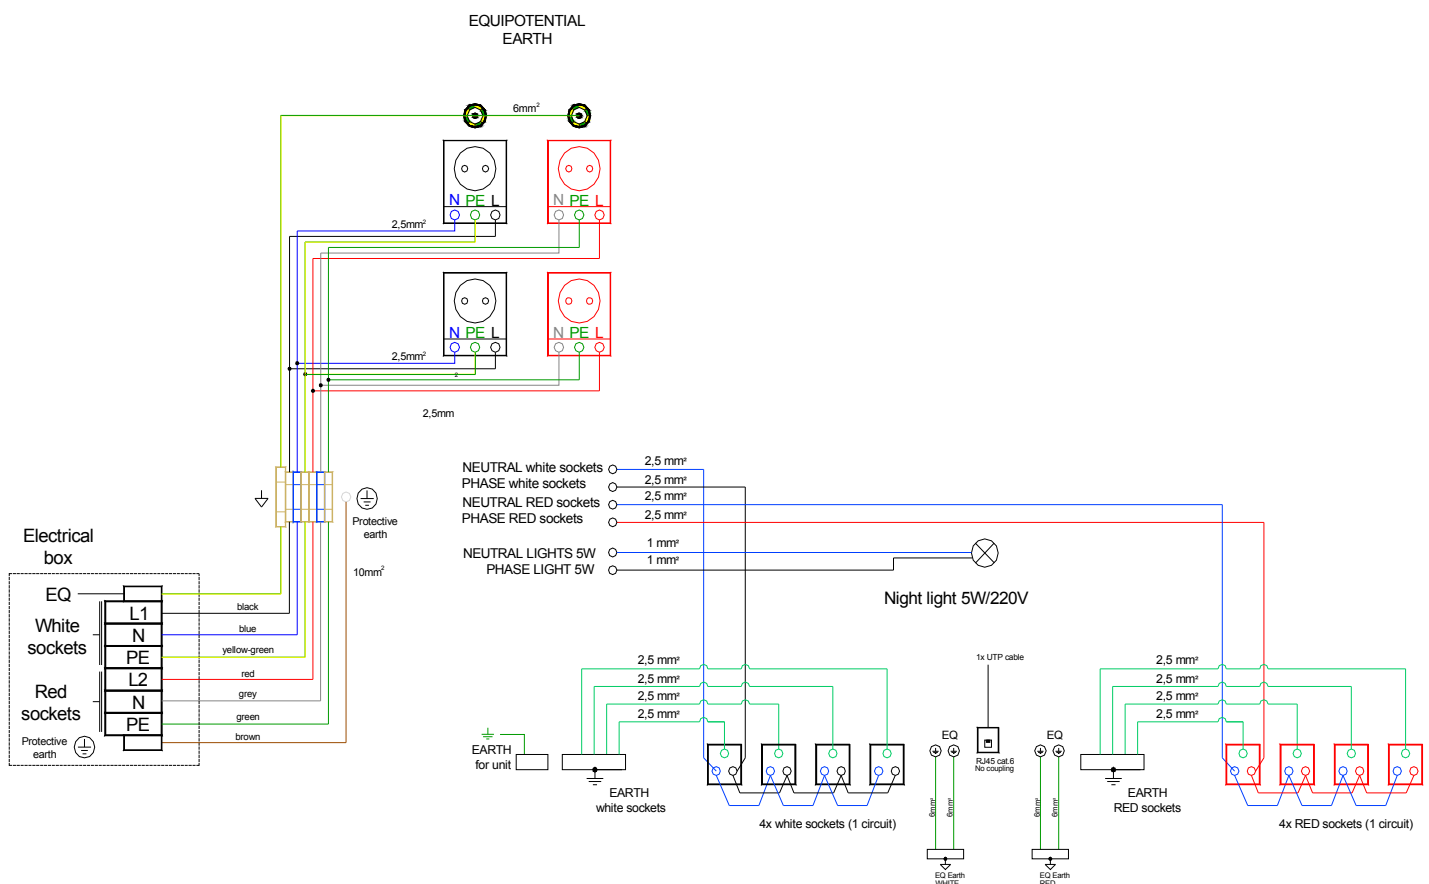 EQUIPOTENTIAL
EARTH
6mm²
N PE L
N PE L
2,5mm²
N PE L
N PE L
2,5mm²
2
2,5mm
NEUTRAL white sockets
2,5 mm²
PHASE white sockets
2,5 mm²
NEUTRAL RED sockets
2,5 mm²
PHASE RED sockets
2,5 mm²
NEUTRAL LIGHTS 5W
1 mm²
PHASE LIGHT 5W
1 mm²
Night light 5W/220V
Protective
earth
10mm²
Electrical
box
EQ
White
sockets
L1
black
N
blue
PE
yellow-green
Red
sockets
L2
red
N
grey
PE
green
Protective
earth
brown
2,5 mm²
2,5 mm²
2,5 mm²
2,5 mm²
EARTH
for unit
EARTH
white sockets
4x white sockets (1 circuit)
1x UTP cable
RJ45 cat.6
No coupling
EQ
6mm²
6mm²
EQ Earth
WHITE
EQ
6mm²
6mm²
EQ Earth
RED
2,5 mm²
2,5 mm²
2,5 mm²
2,5 mm²
EARTH
RED sockets
4x RED sockets (1 circuit)